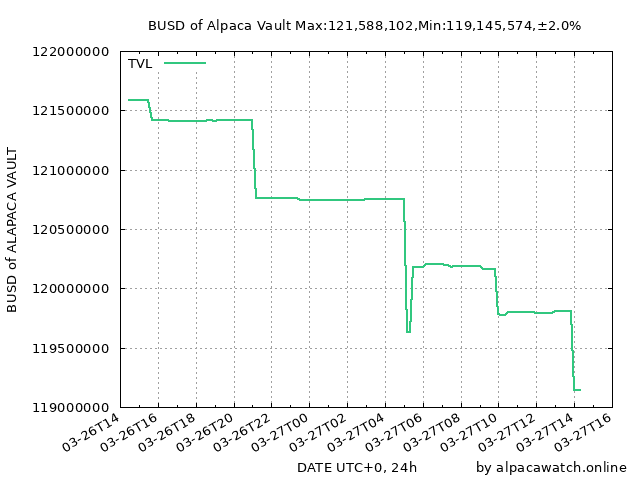 BUSD of Alpaca Vault Max:121,588,102,Min:119,145,574,±2.0%
TVL
BUSD of ALAPACA VAULT
122000000
121500000
121000000
120500000
120000000
119500000
119000000
03-26T14
03-26T16
03-26T18
03-26T20
03-26T22
03-27T00
03-27T02
03-27T04
03-27T06
03-27T08
03-27T10
03-27T12
03-27T14
03-27T16
DATE UTC+0, 24h
by alpacawatch.online